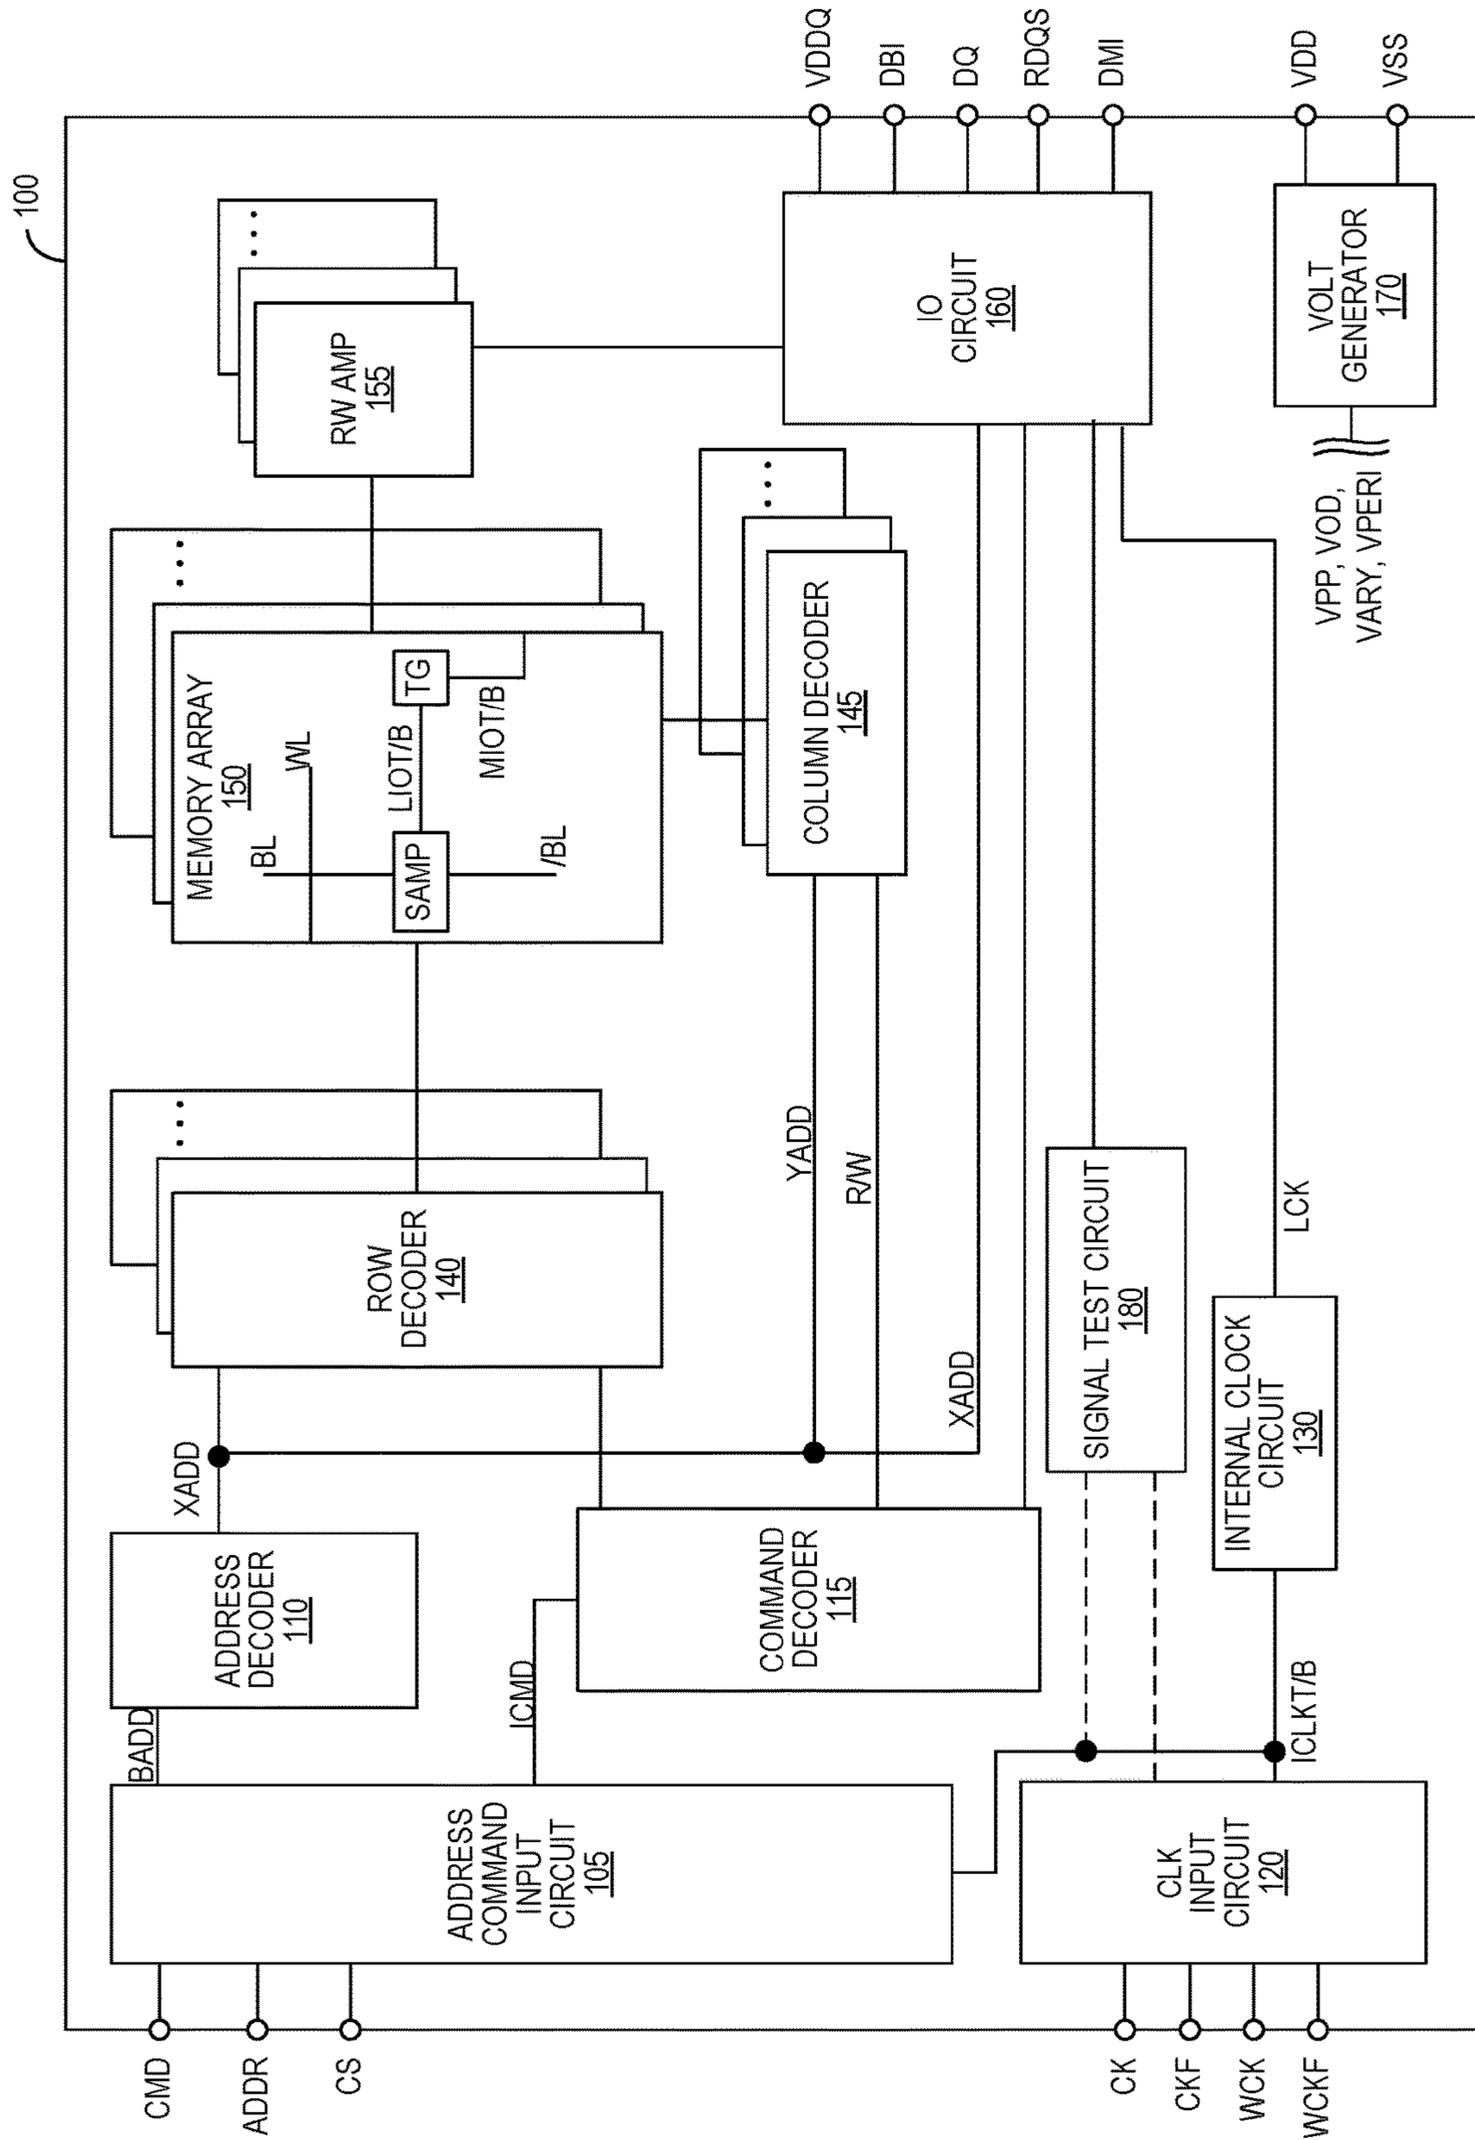 100
CMD
ADDR
CS
ADDRESS
COMMAND
INPUT
CIRCUIT
105
BADD
ADDRESS
DECODER
110
XADD
ROW
DECODER
140
MEMORY ARRAY
150
BL
WL
SAMP
/BL
LIOT/B
TG
MIOT/B
RW AMP
155
ICMD
COMMAND
DECODER
115
YADD
R/W
COLUMN DECODER
145
XADD
IO
CIRCUIT
160
VDDQ
DBI
DQ
RDQS
DMI
SIGNAL TEST CIRCUIT
180
CK
CKF
WCK
WCKF
CLK
INPUT
CIRCUIT
120
ICLKT/B
INTERNAL CLOCK
CIRCUIT
130
LCK
VPP, VOD,
VARY, VPERI
VOLT
GENERATOR
170
VDD
VSS